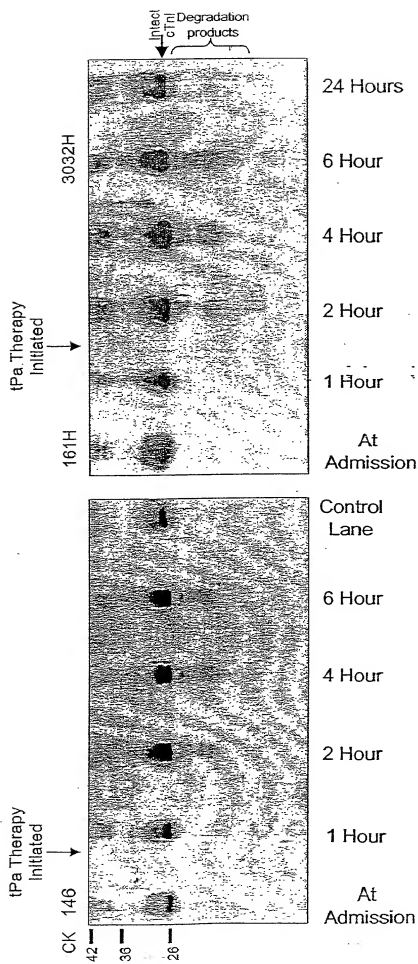 Intact
cTnI
Degradation
products
3032H
24 Hours
6 Hour
4 Hour
2 Hour
tPa Therapy
Initiated
1 Hour
161H
At
Admission
Control
Lane
6 Hour
4 Hour
2 Hour
tPa Therapy
Initiated
1 Hour
CK 146
At
Admission
42
36
26